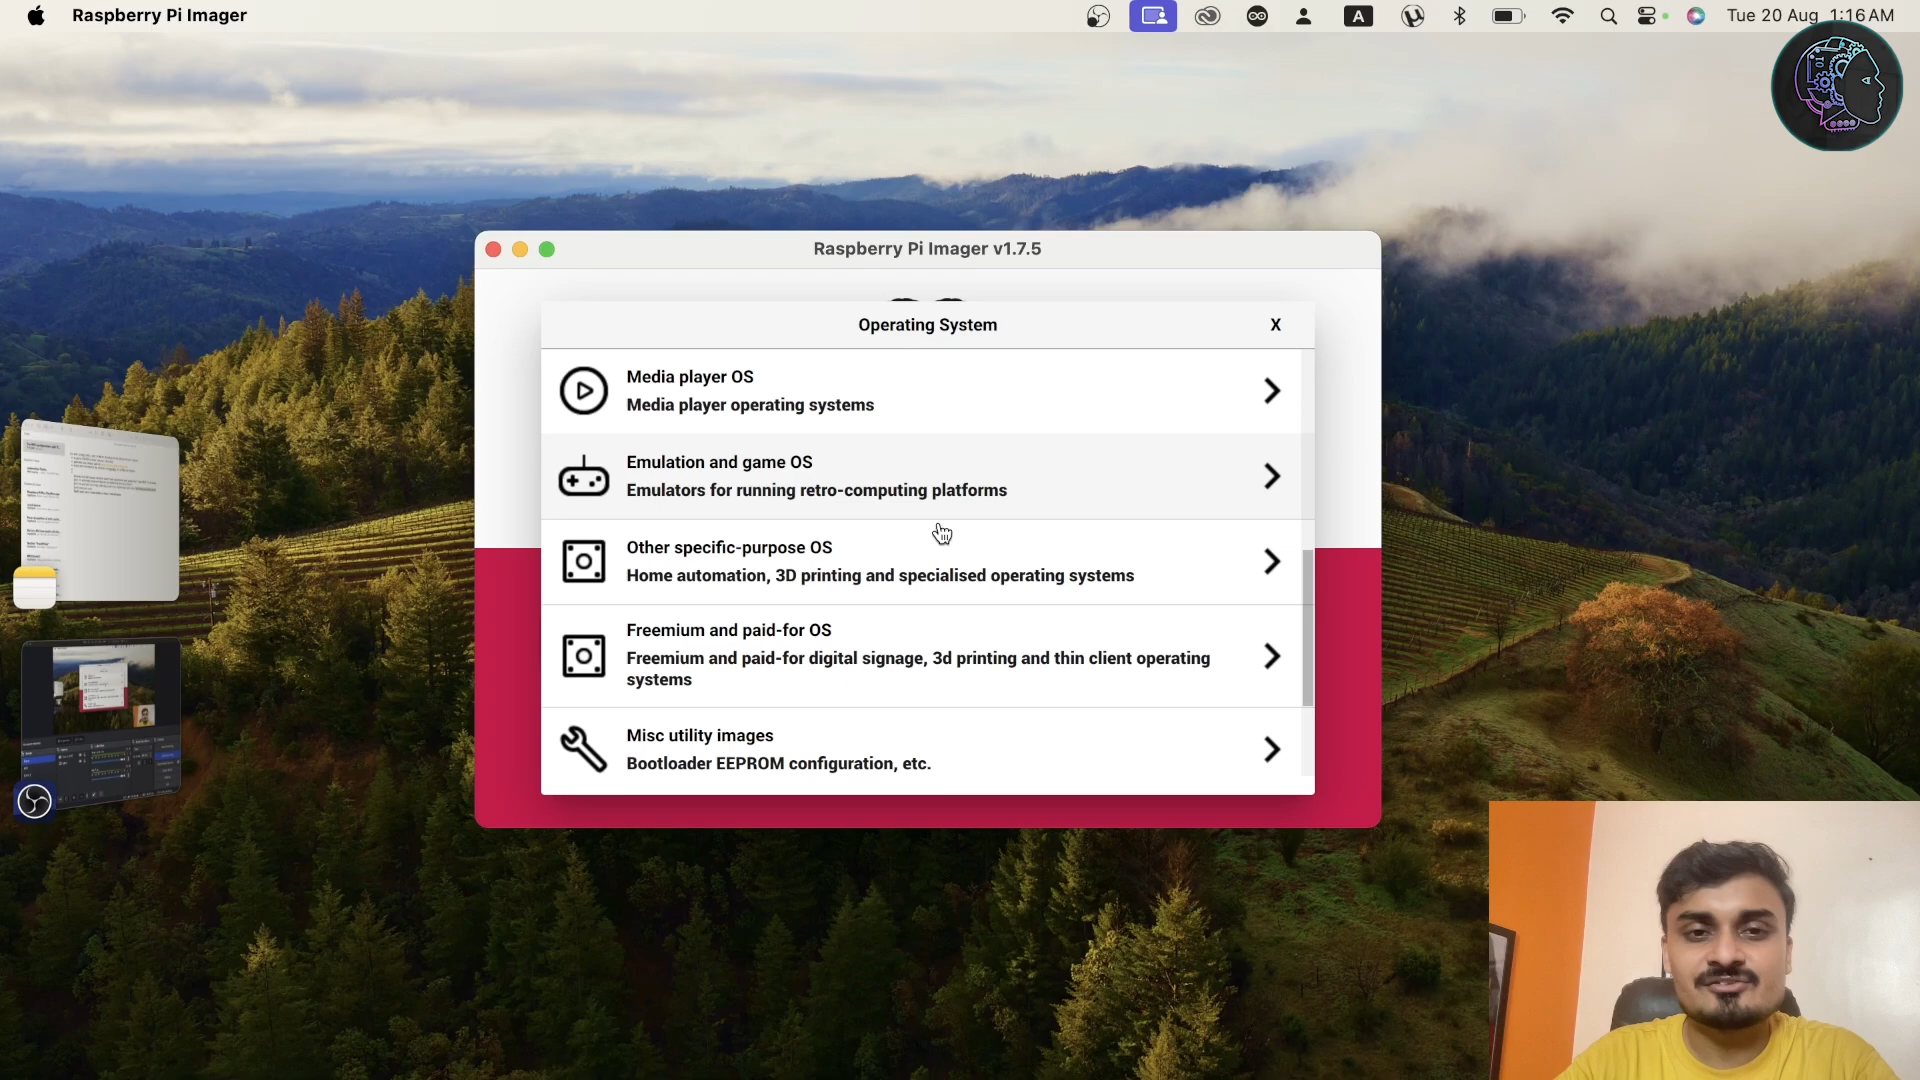 Raspberry Pi Imager
A
Tue 20 Aug 1:16 AM
Raspberry Pi Imager v1.7.5
Operating System
X
Media player OS
Media player operating systems
Emulation and game OS
Emulators for running retro-computing platforms
Other specific-purpose OS
Home automation, 3D printing and specialised operating systems
Freemium and paid-for OS
Freemium and paid-for digital signage, 3d printing and thin client operating
systems
Misc utility images
Bootloader EEPROM configuration, etc.